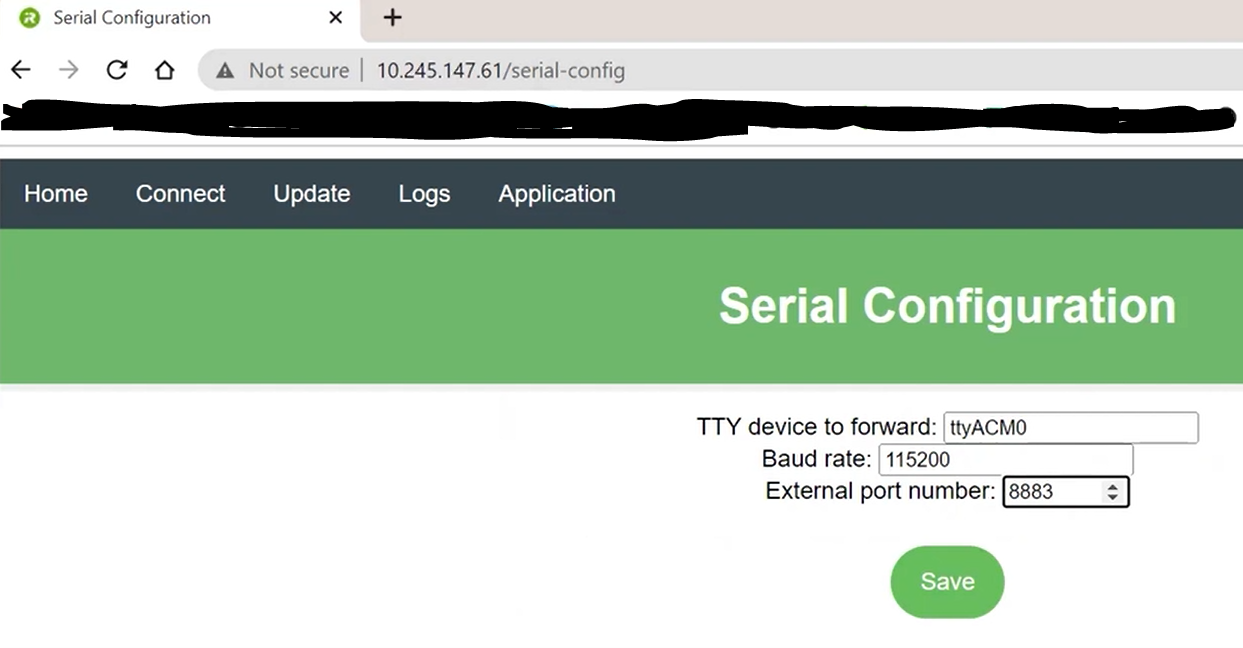 Serial Configuration
Not secure | 10.245.147.61/serial-config
Home Connect Update Logs Application
Serial Configuration
TTY device to forward: ttyACM0
Baud rate: 115200
External port number: 8883
Save